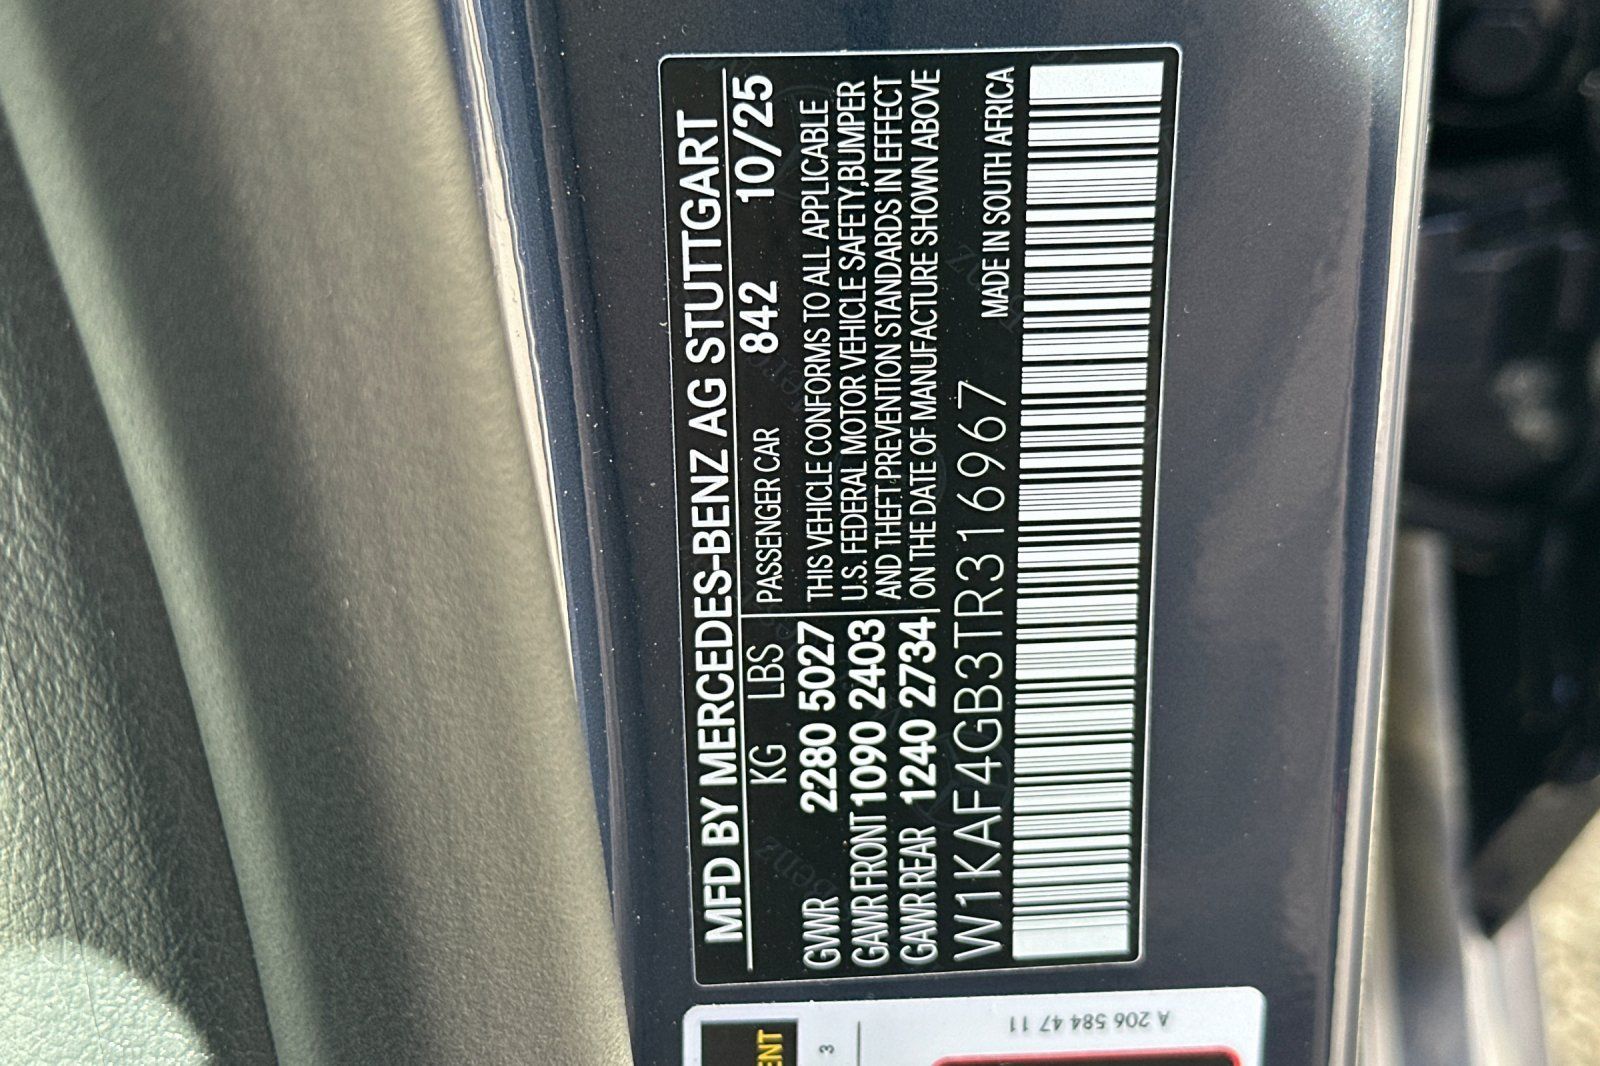 MFD BY MERCEDES-BENZ AG STUTTGART
KG LBS PASSENGER CAR 842 10/25
GVWR 2280 5027
GAWR FRONT 1090 2403
GAWR REAR 1240 2734
THIS VEHICLE CONFORMS TO ALL APPLICABLE
U.S. FEDERAL MOTOR VEHICLE SAFETY,BUMPER
AND THEFT PREVENTION STANDARDS IN EFFECT
ON THE DATE OF MANUFACTURE SHOWN ABOVE
W1KAF4GB3TR316967 MADE IN SOUTH AFRICA
A 206 584 47 11
3